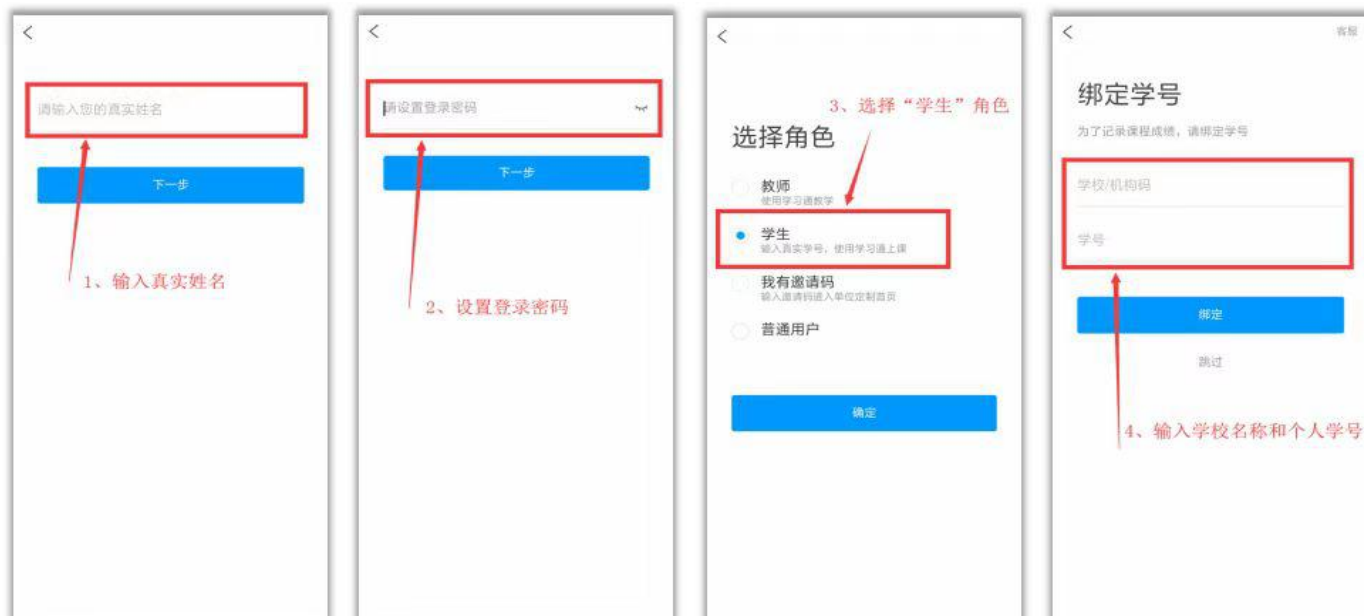 请输入您的真实姓名
下一步
1、输入真实姓名
请设置登录密码
下一步
2、设置登录密码
3、选择“学生”角色
选择角色
教师
使用学习通教学
学生
输入真实学号，使用学习通上课
我有邀请码
输入邀请码进入单位定制首页
普通用户
确定
客服
绑定学号
为了记录课程成绩，请绑定学号
学校/机构码
学号
绑定
跳过
4、输入学校名称和个人学号